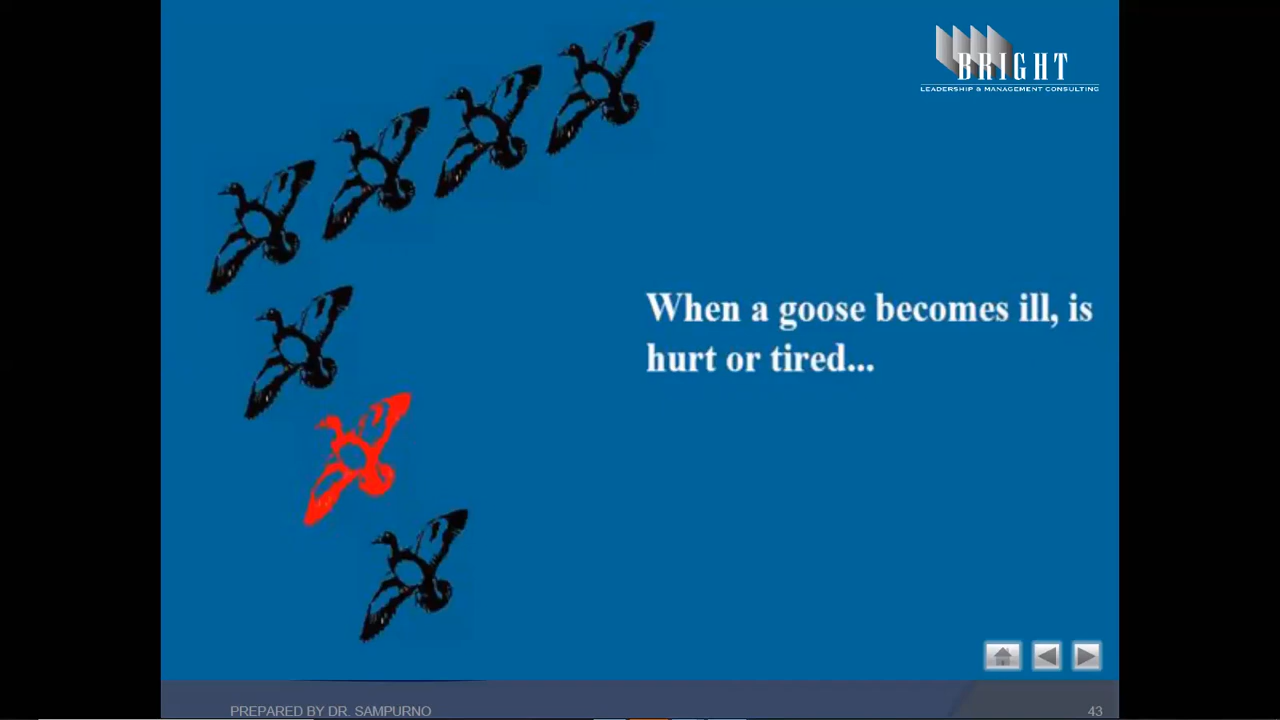 BRIGHT
LEADERSHIP & MANAGEMENT CONSULTING
When a goose becomes ill, is
hurt or tired...
PREPARED BY DR. SAMPURNO
43